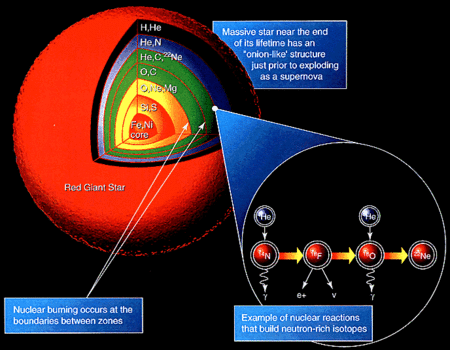 H,He
He,N
He,C,²²Ne
O,C
O,Ne,Mg
Si,S
Fe,Ni
core
Red Giant Star
Massive star near the end
of its lifetime has an
"onion-like' structure
just prior to exploding
as a supernova
Nuclear burning occurs at the
boundaries between zones
He He
¹⁴N ¹⁸F ¹⁸O ²²Ne
γ e+ ν γ
Example of nuclear reactions
that build neutron-rich isotopes